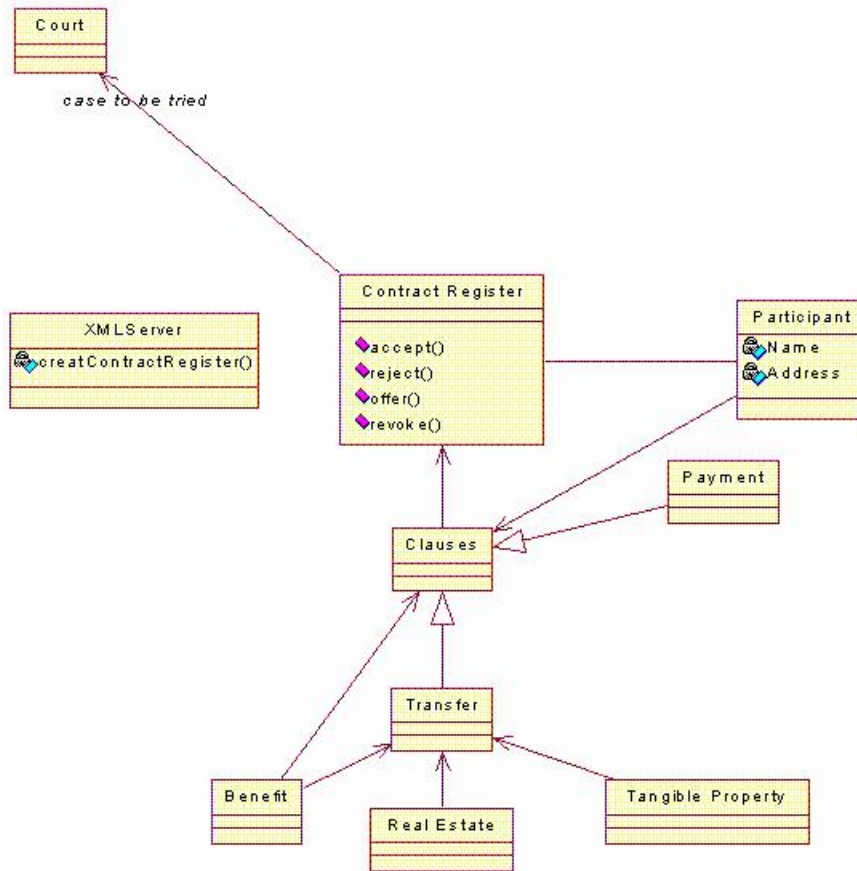 Court
case to be tried
Contract Register
accept()
reject()
offer()
revoke()
XMLServer
creatContractRegister()
Participant
Name
Address
Payment
Clauses
Transfer
Benefit
Real Estate
Tangible Property